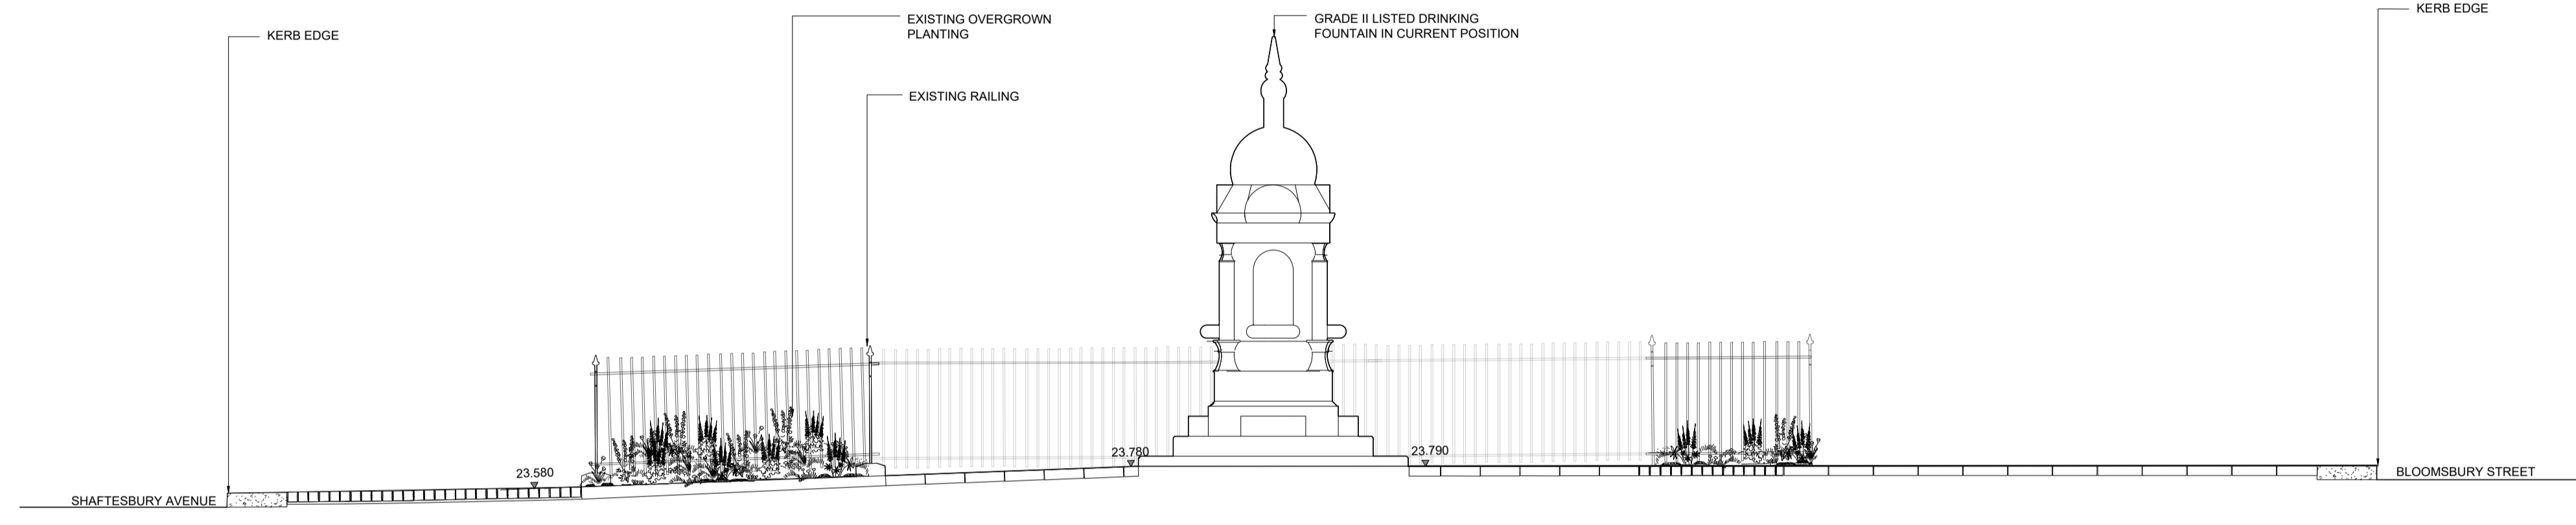 KERB EDGE
EXISTING OVERGROWN
PLANTING
EXISTING RAILING
GRADE II LISTED DRINKING
FOUNTAIN IN CURRENT POSITION
KERB EDGE
23.580
23.780
23.790
SHAFTESBURY AVENUE
BLOOMSBURY STREET